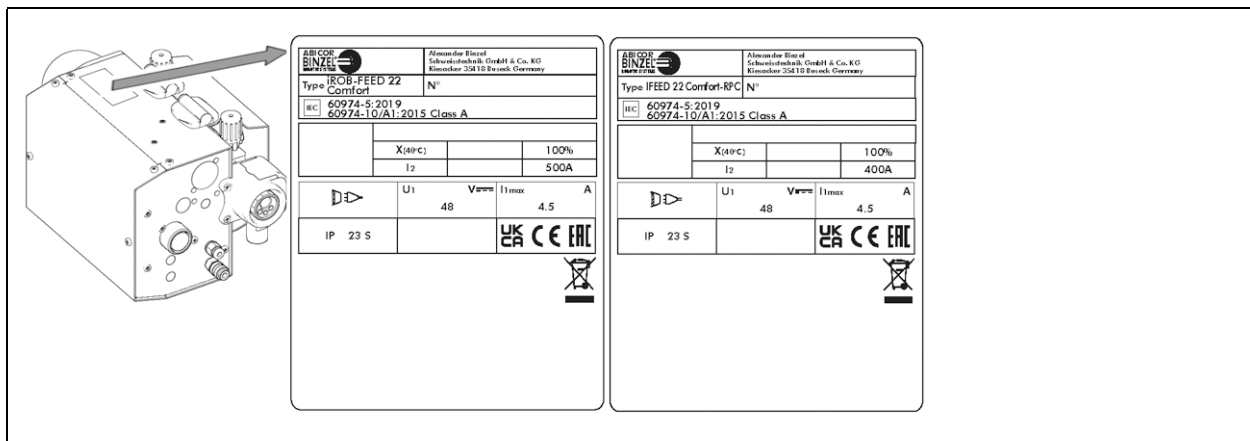 ABICOR
BINZEL
Alexander Binzel
Schweisstechnik GmbH & Co. KG
Kiesacker 35418 Buseck Germany
Type iROB-FEED 22
Comfort
N°
IEC 60974-5:2019
60974-10/A1:2015 Class A
X(40°C) 100%
I2 500A
U1 V I1max A
48 4.5
IP 23 S
UK
CA CE EAC
ABICOR
BINZEL
Alexander Binzel
Schweisstechnik GmbH & Co. KG
Kiesacker 35418 Buseck Germany
Type IFEED 22 Comfort-RPC N°
IEC 60974-5:2019
60974-10/A1:2015 Class A
X(40°C) 100%
I2 400A
U1 V I1max A
48 4.5
IP 23 S
UK
CA CE EAC